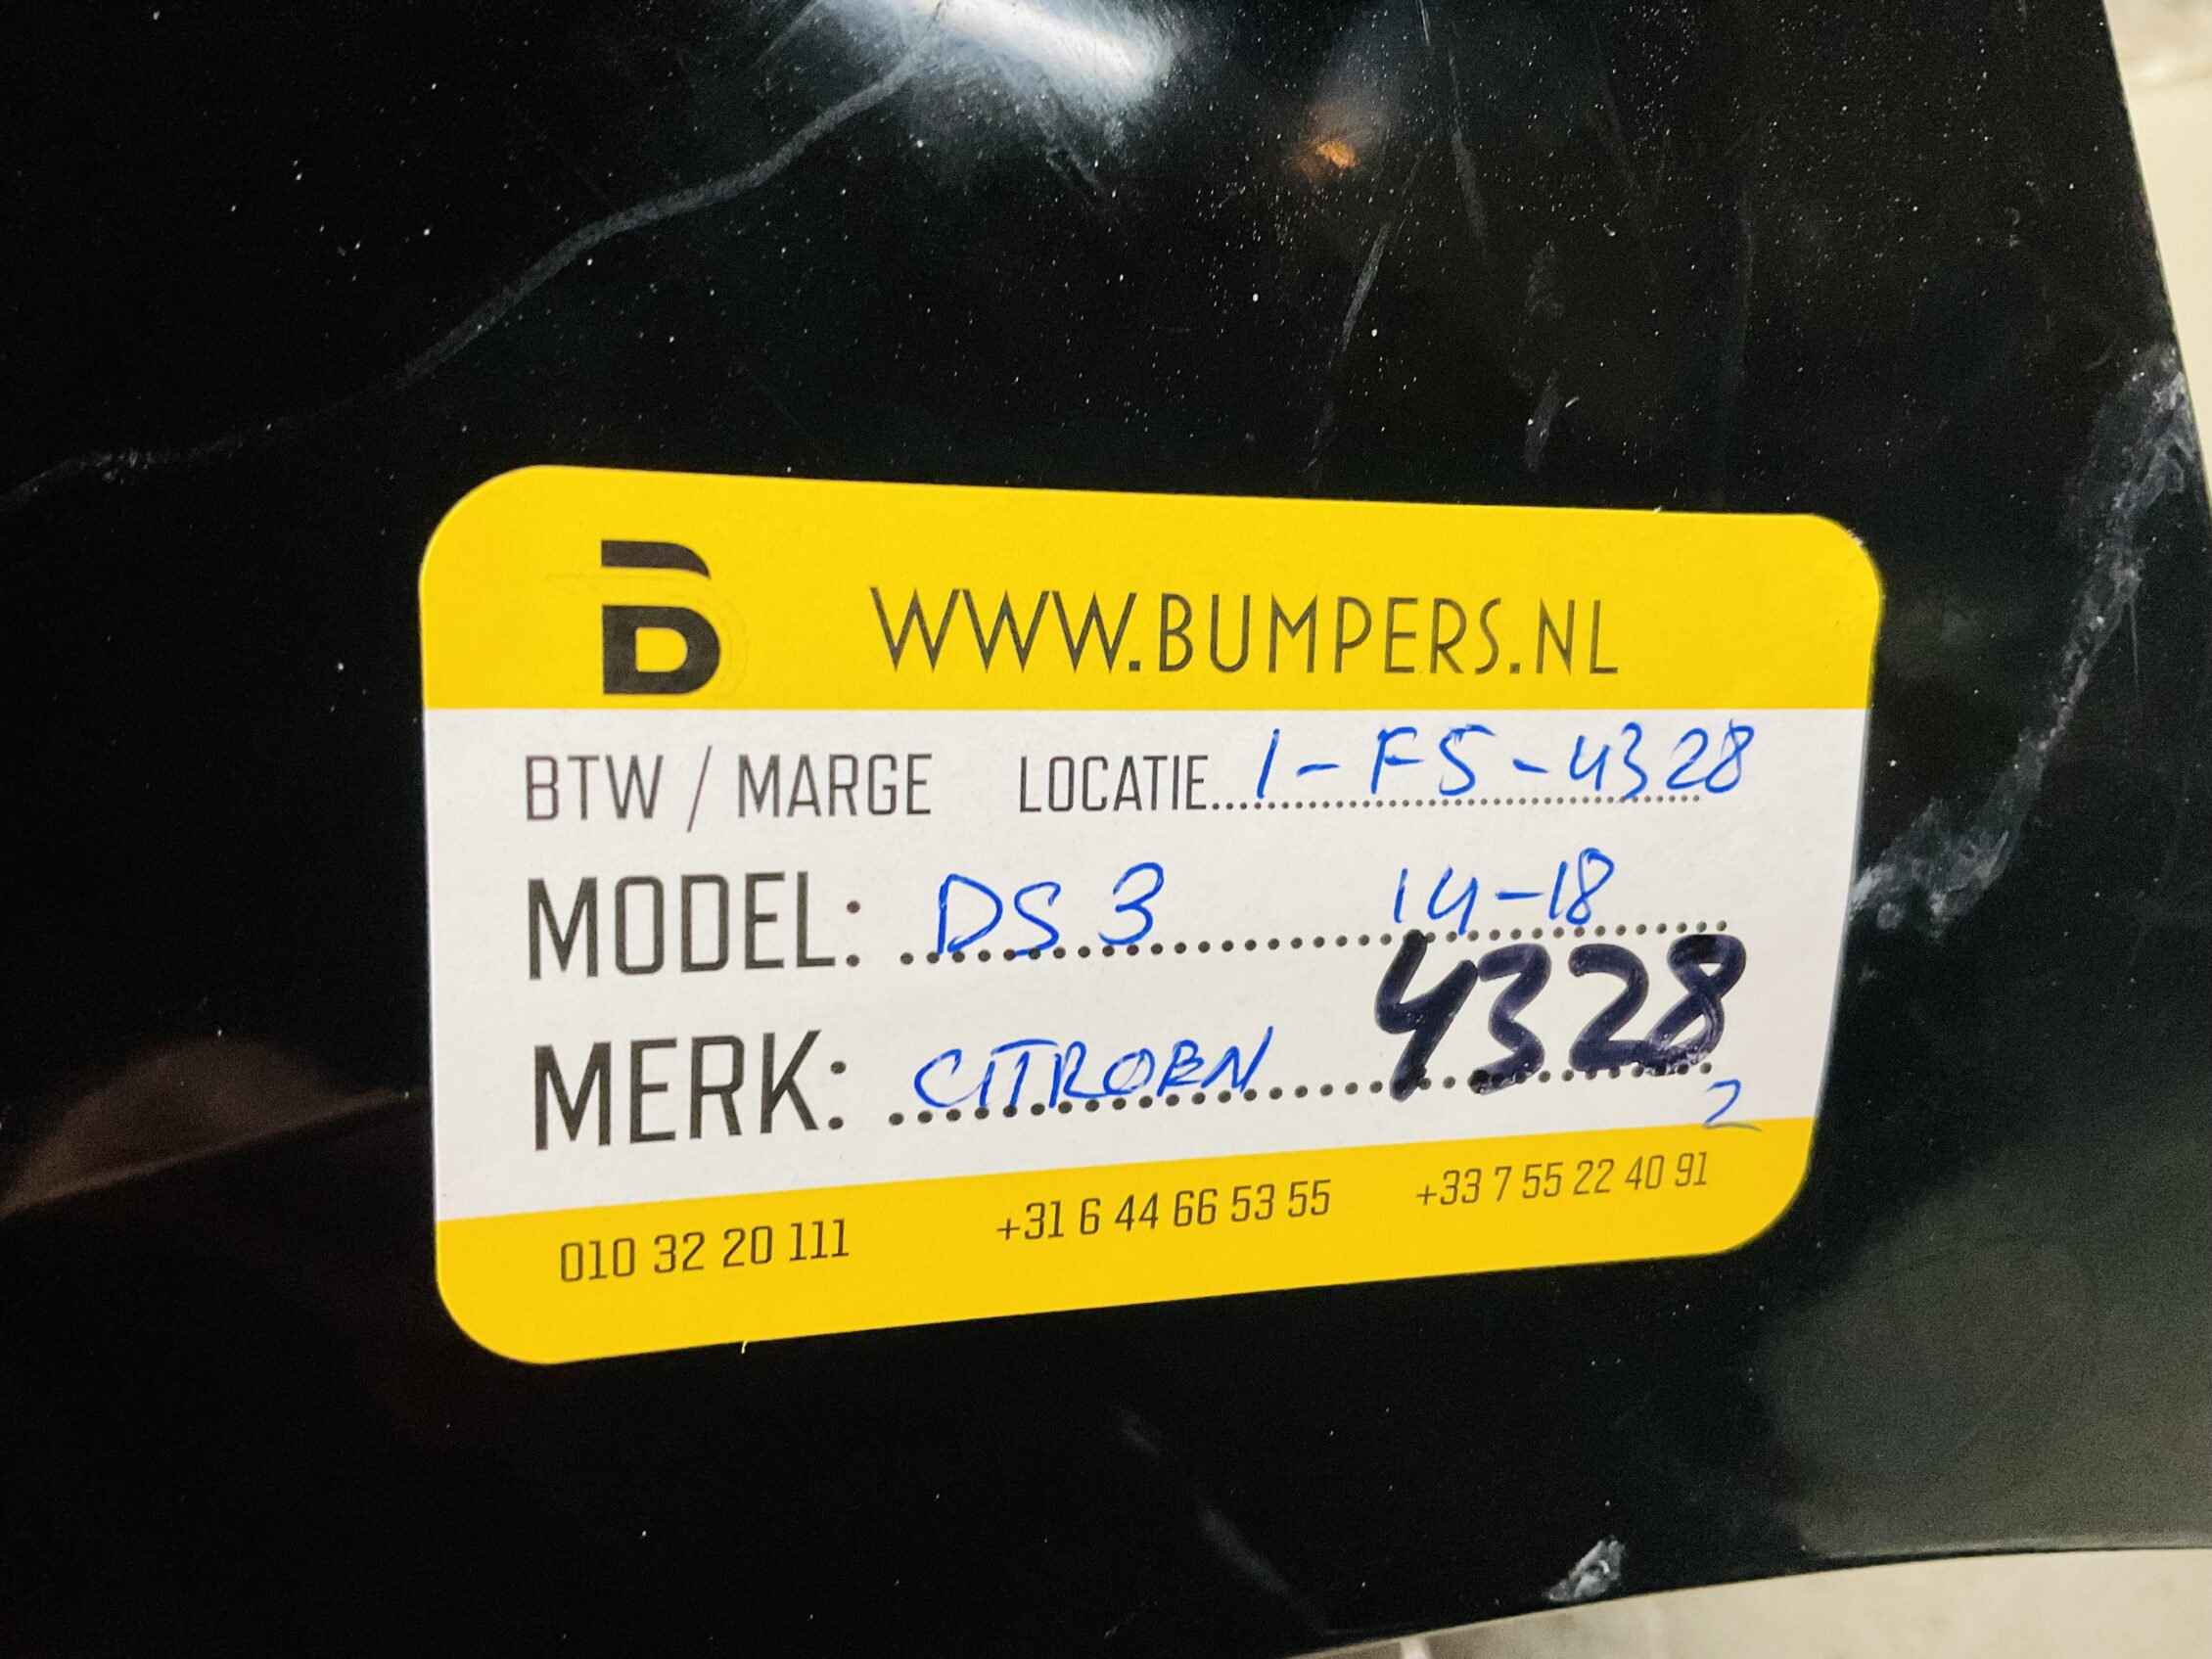 B WWW.BUMPERS.NL
BTW / MARGE LOCATIE 1-F5-4328
MODEL: DS 3 14-18
4328
MERK: CITROEN
2
010 32 20 111 +31 6 44 66 53 55 +33 7 55 22 40 91